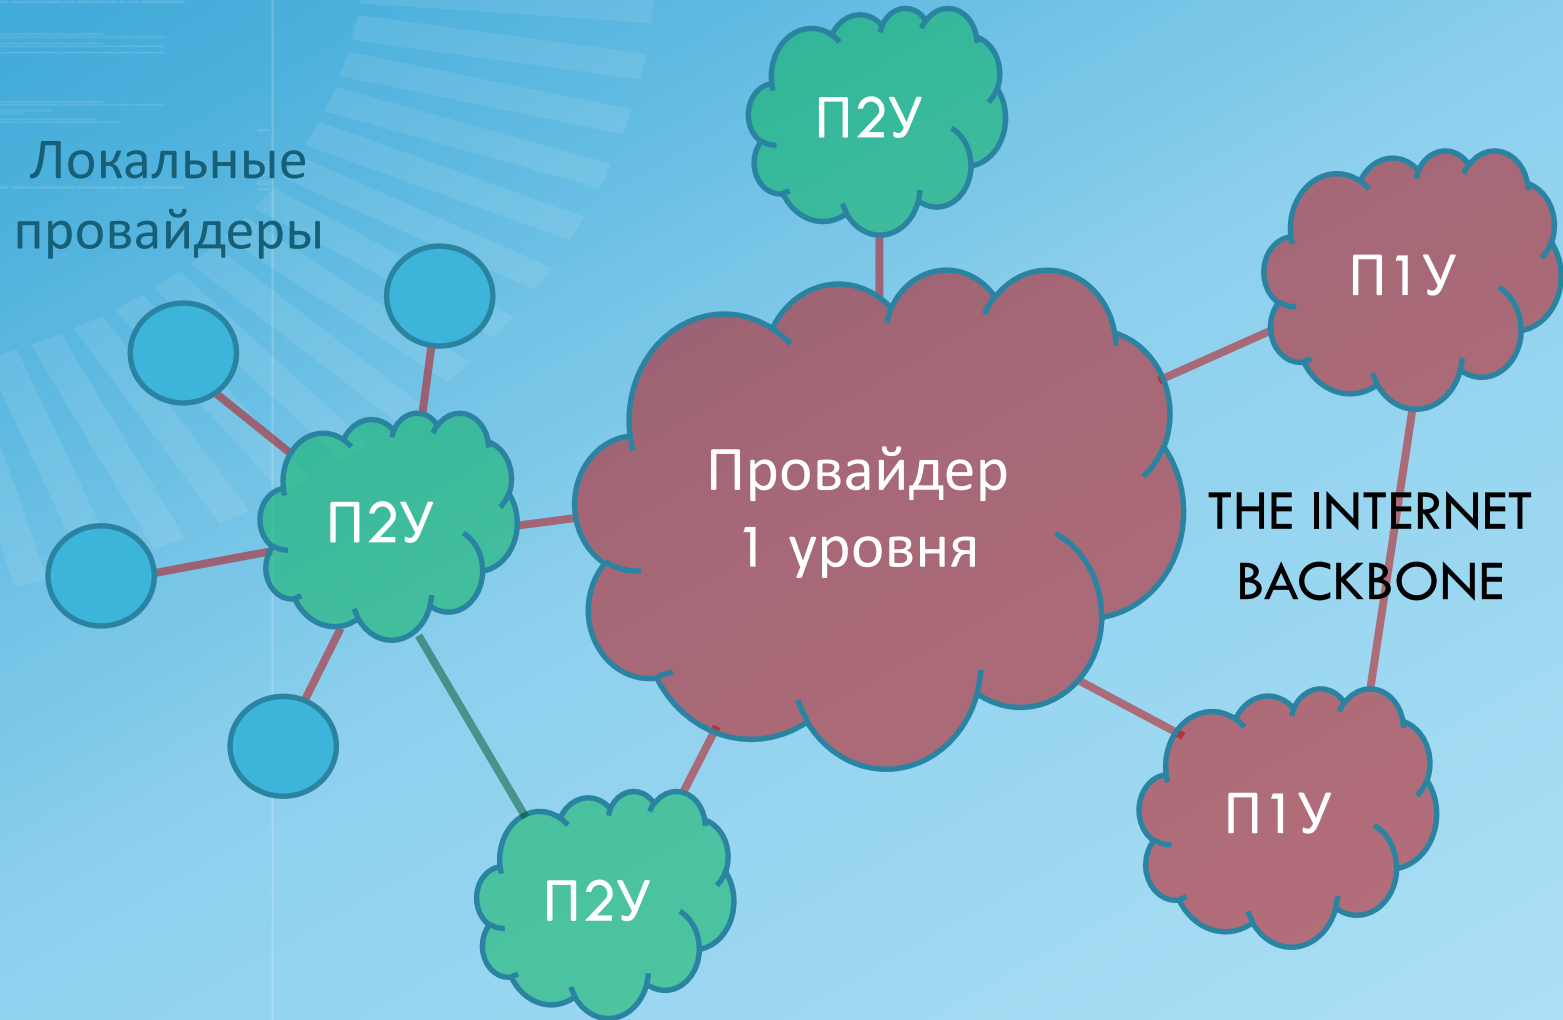 П2У
Локальные
провайдеры
П1У
Провайдер
1 уровня
П2У
THE INTERNET
BACKBONE
П1У
П2У